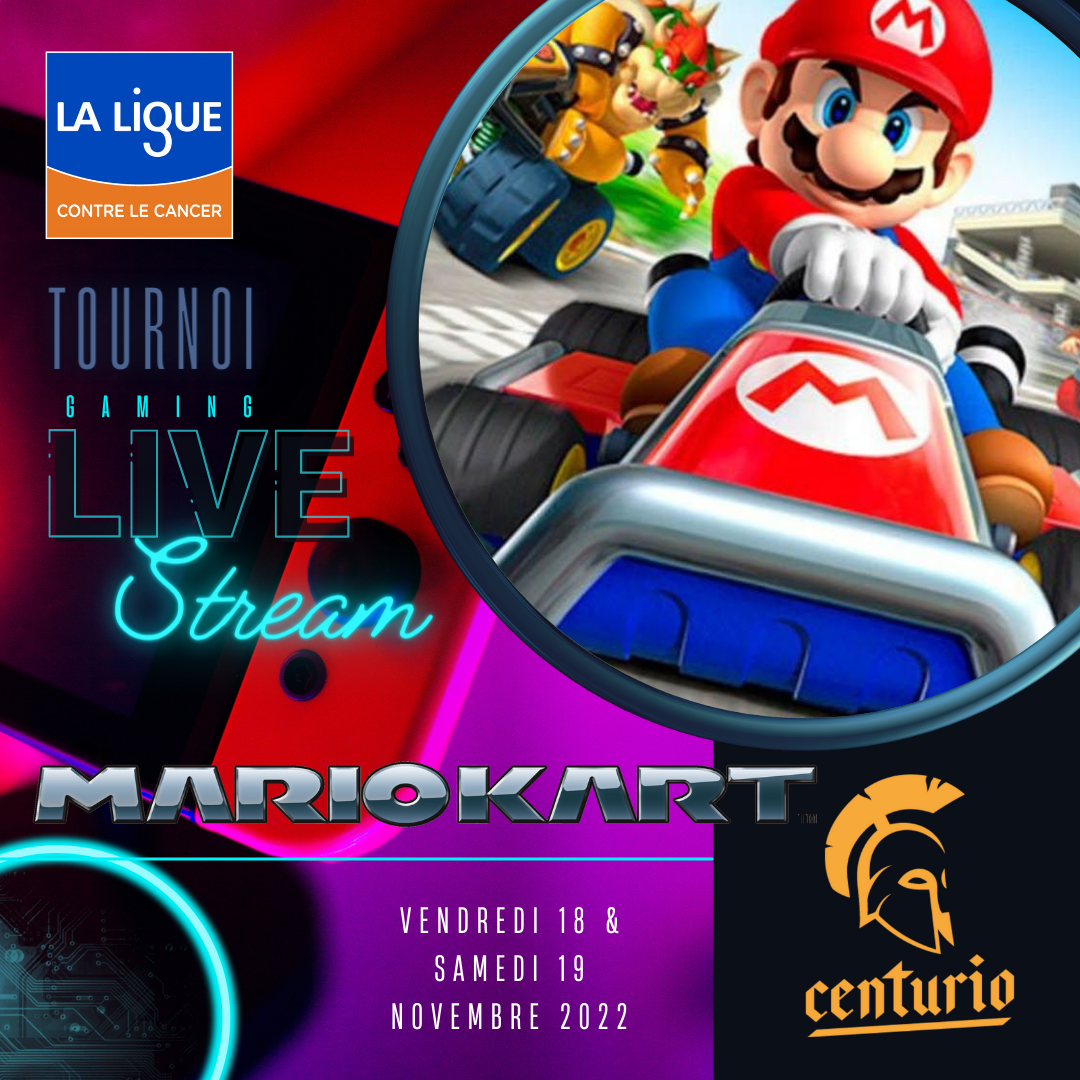 LA LIGUE
CONTRE LE CANCER
TOURNOI
GAMING
LIVE
Stream
MARIOKART
VENDREDI 18 &
SAMEDI 19
NOVEMBRE 2022
centurio
M
M